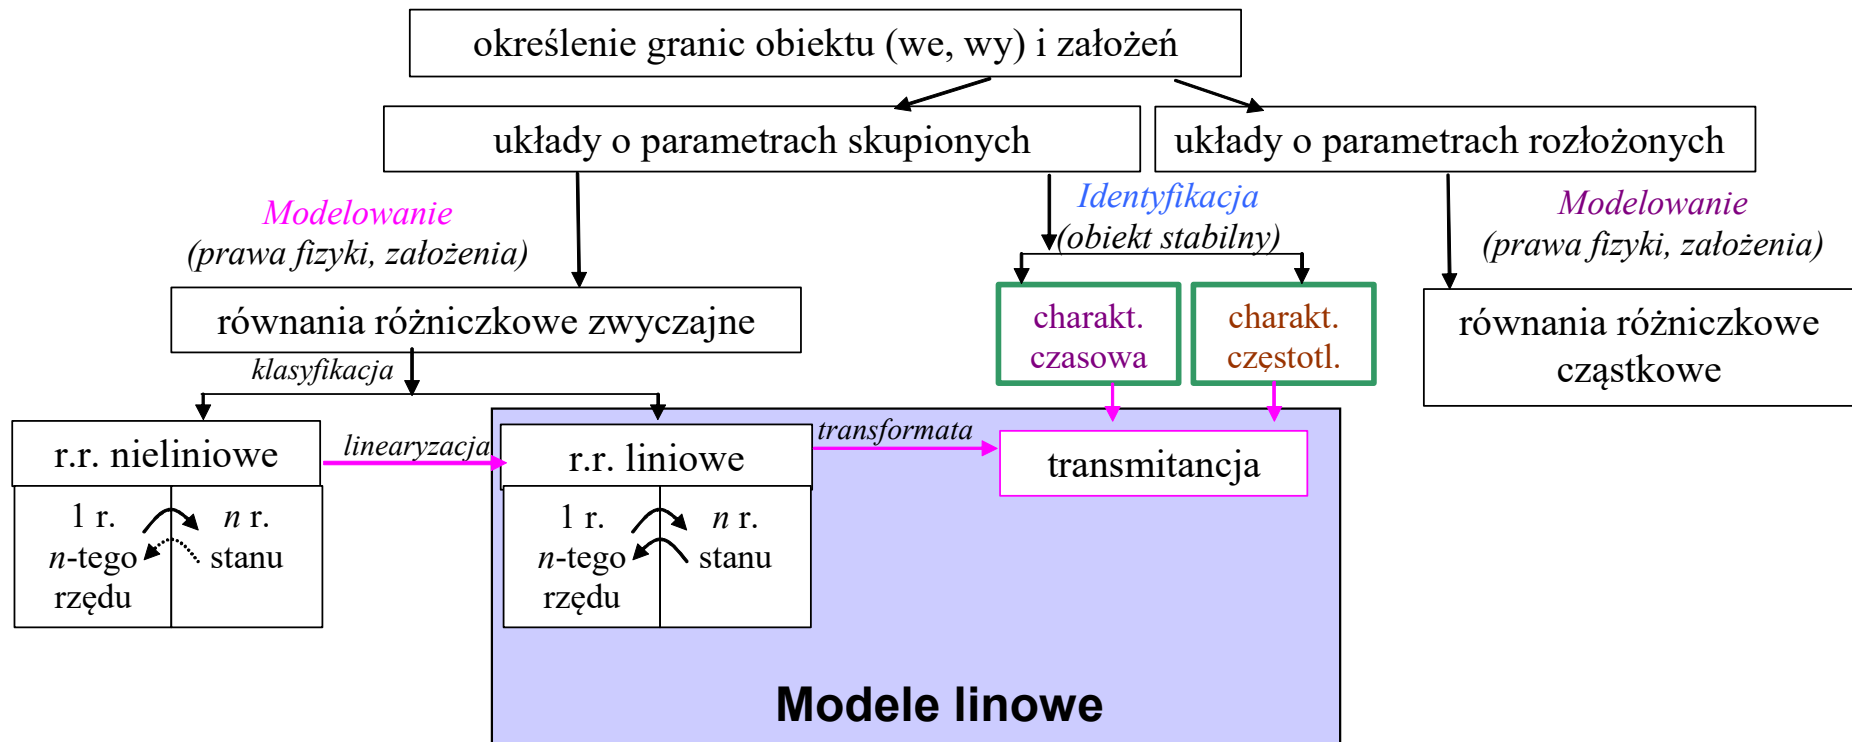 określenie granic obiektu (we, wy) i założeń
układy o parametrach skupionych
układy o parametrach rozłożonych
Modelowanie
(prawa fizyki, założenia)
Identyfikacja
(obiekt stabilny)
Modelowanie
(prawa fizyki, założenia)
równania różniczkowe zwyczajne
charakt.
czasowa
charakt.
częstotl.
równania różniczkowe
cząstkowe
klasyfikacja
r.r. nieliniowe
linearyzacja
r.r. liniowe
transformata
transmitancja
1 r.
n-tego
rzędu
n r.
stanu
1 r.
n-tego
rzędu
n r.
stanu
Modele linowe